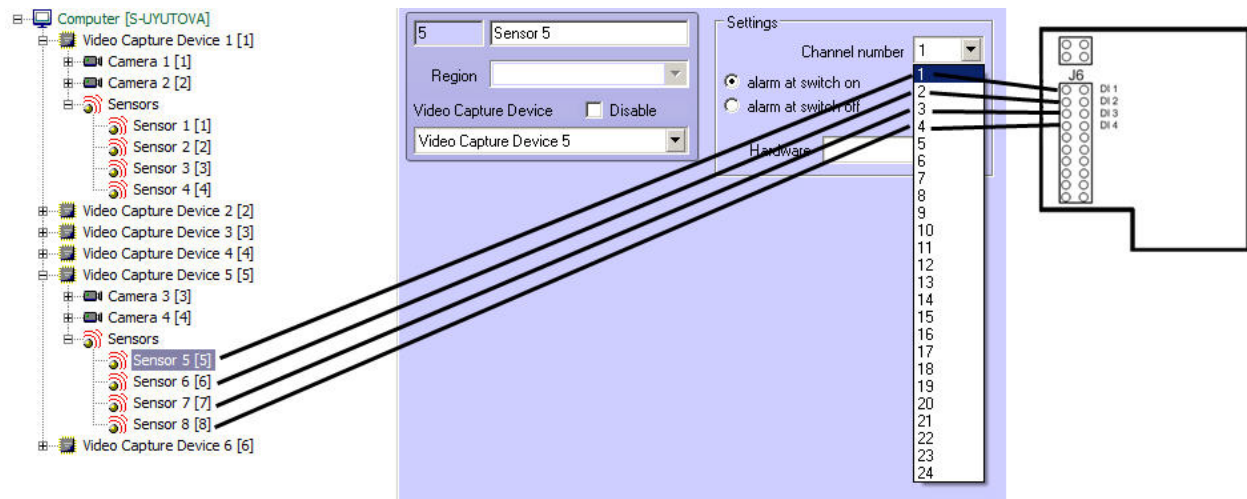 Computer [S-UYUTOVA]
Video Capture Device 1 [1]
Camera 1 [1]
Camera 2 [2]
Sensors
Sensor 1 [1]
Sensor 2 [2]
Sensor 3 [3]
Sensor 4 [4]
Video Capture Device 2 [2]
Video Capture Device 3 [3]
Video Capture Device 4 [4]
Video Capture Device 5 [5]
Camera 3 [3]
Camera 4 [4]
Sensors
Sensor 5 [5]
Sensor 6 [6]
Sensor 7 [7]
Sensor 8 [8]
Video Capture Device 6 [6]
5 Sensor 5
Region
Video Capture Device Disable
Video Capture Device 5
Settings
Channel number 1
alarm at switch on
alarm at switch off
Hardware
1
2
3
4
5
6
7
8
9
10
11
12
13
14
15
16
17
18
19
20
21
22
23
24
J6
DI 1
DI 2
DI 3
DI 4